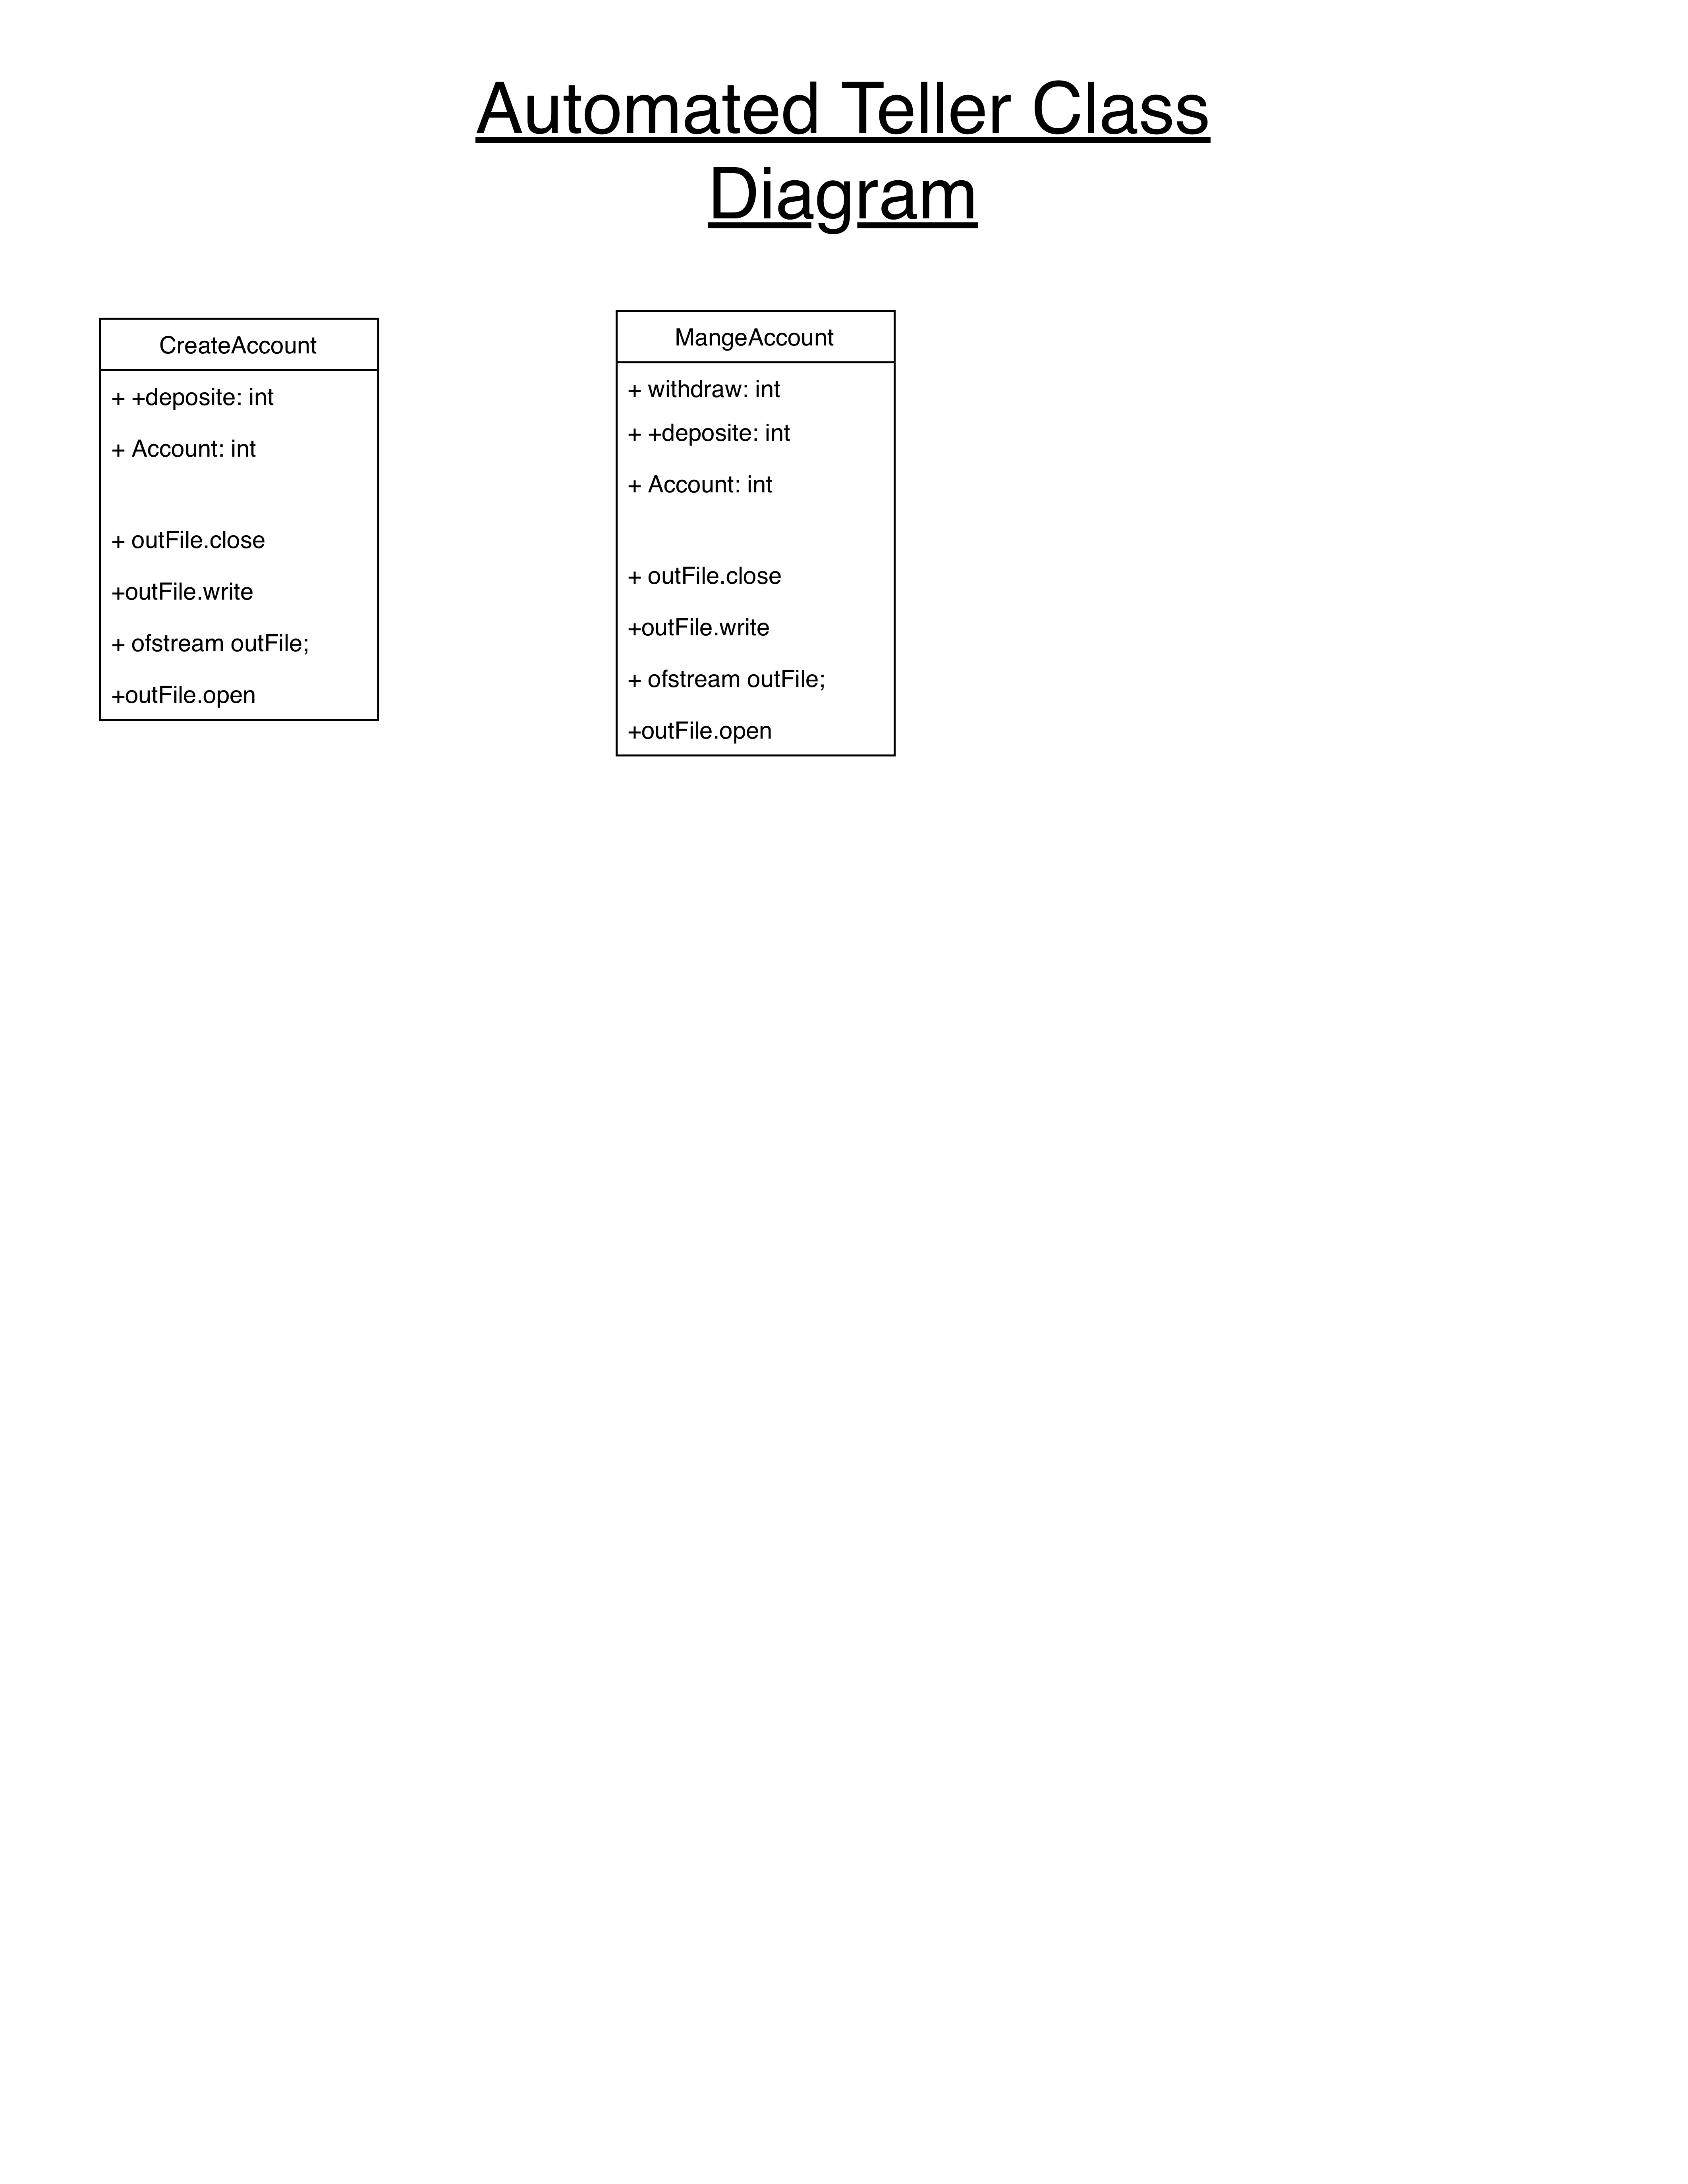 Automated Teller Class
Diagram
CreateAccount
+ +deposite: int
+ Account: int
+ outFile.close
+outFile.write
+ ofstream outFile;
+outFile.open
MangeAccount
+ withdraw: int
+ +deposite: int
+ Account: int
+ outFile.close
+outFile.write
+ ofstream outFile;
+outFile.open